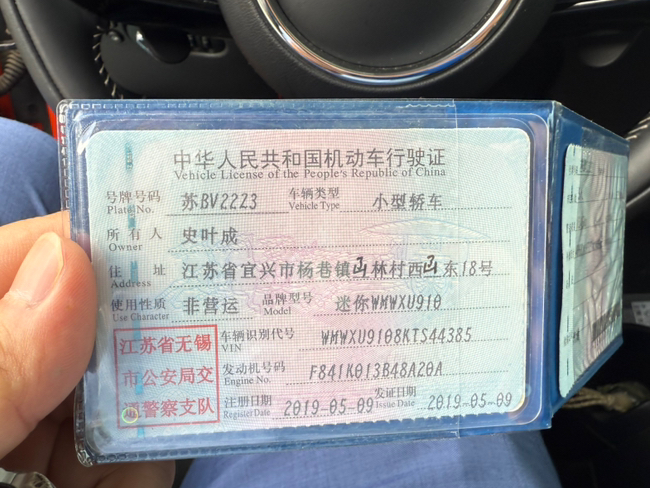 中华人民共和国机动车行驶证
Vehicle License of the People's Republic of China
号牌号码 苏BV2223 车辆类型 小型轿车
Plate No. Vehicle Type
所有人 史叶成
Owner
住址 江苏省宜兴市杨巷镇山林村西山东18号
Address
使用性质 非营运 品牌型号 迷你WMWXU910
Use Character Model
车辆识别代号 WMWXU9108KTS44385
VIN
发动机号码 F841K013B48A20A
Engine No.
注册日期 2019-05-09 发证日期 2019-05-09
Register Date Issue Date
江苏省无锡
市公安局交
通警察支队